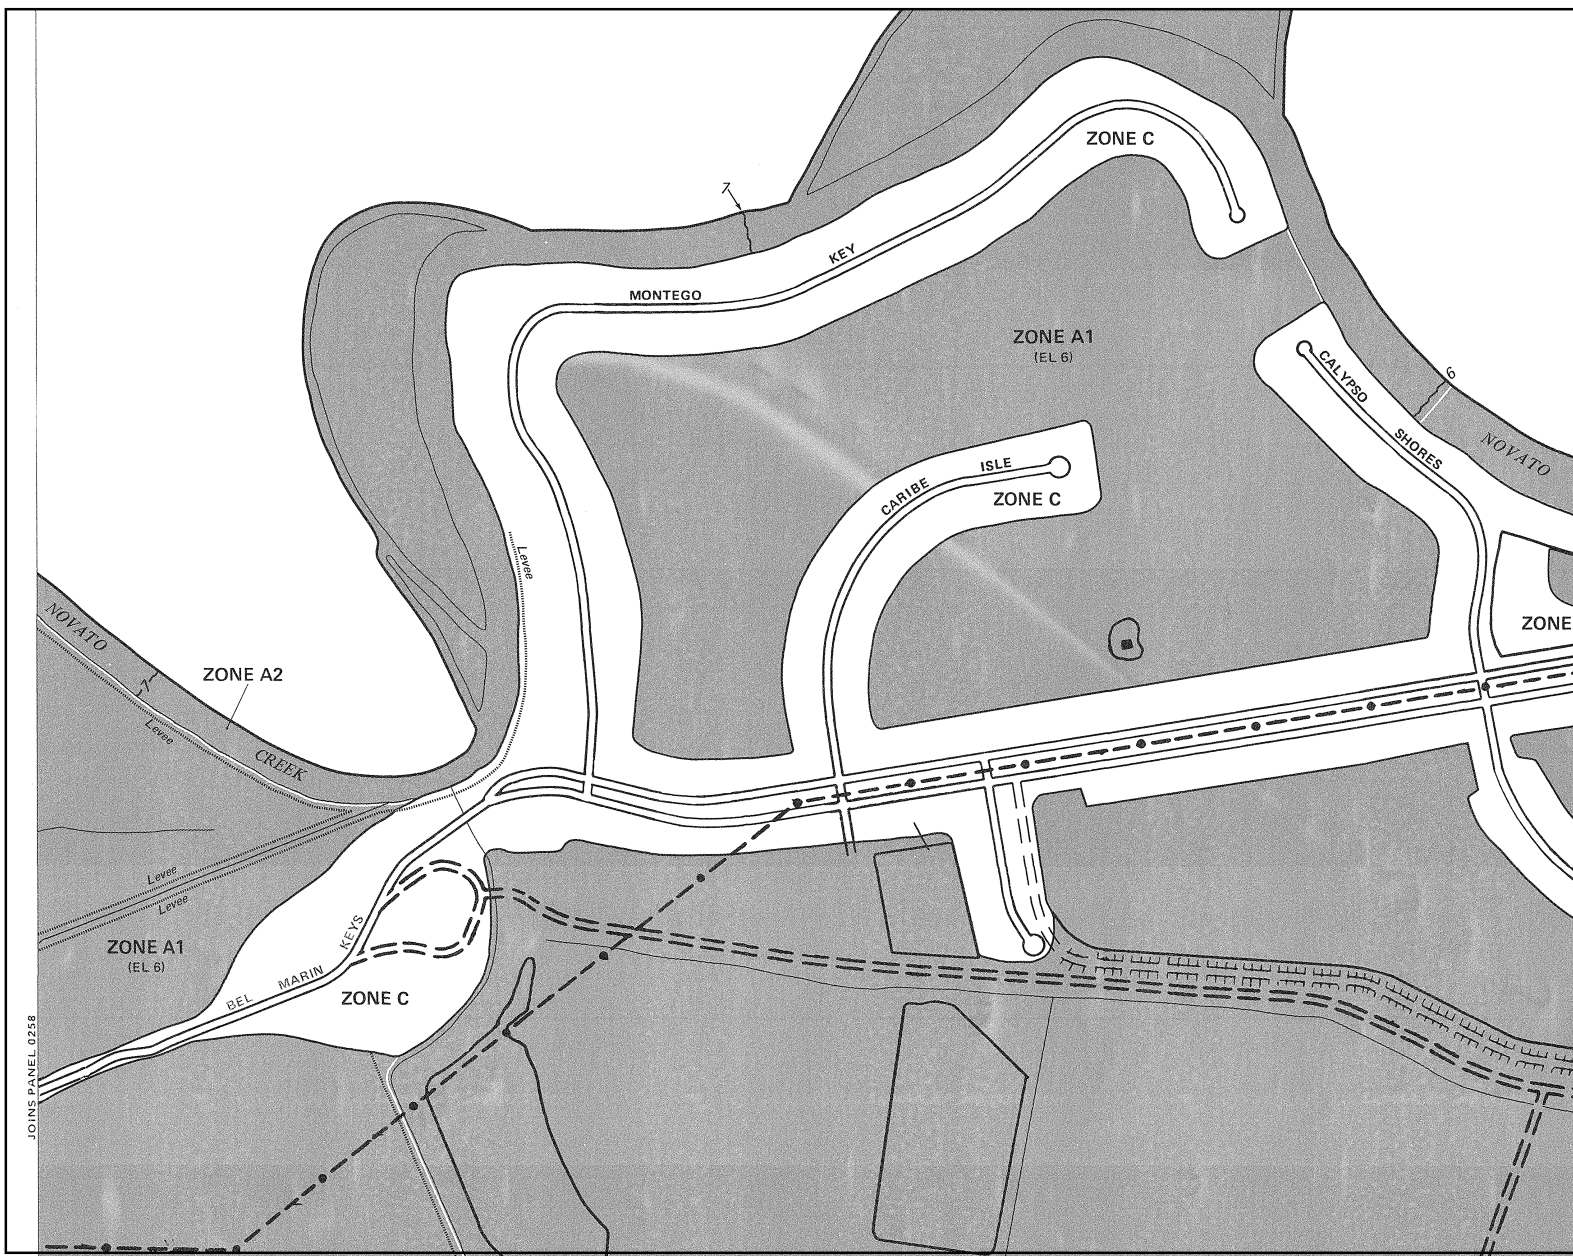 ZONE C
7
KEY
MONTEGO
ZONE A1
(EL 6)
CALYPSO
SHORES
6
NOVATO
CARIBE
ISLE
ZONE C
Levee
ZONE
NOVATO
7
ZONE A2
Levee
CREEK
Levee
Levee
ZONE A1
(EL 6)
KEYS
MARIN
BEL
ZONE C
JOINS PANEL 0258